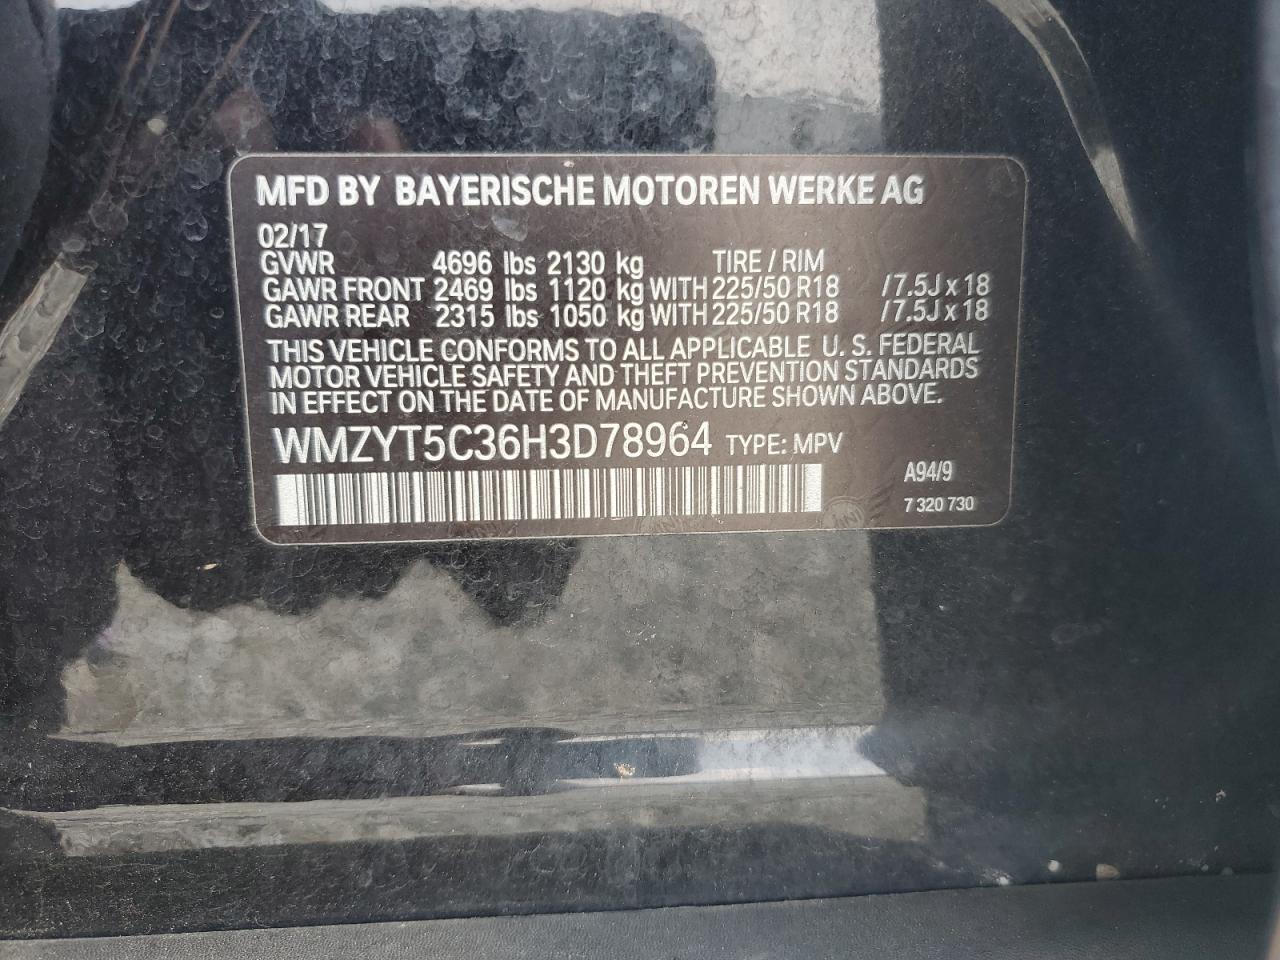 MFD BY BAYERISCHE MOTOREN WERKE AG
02/17
GVWR 4696 lbs 2130 kg TIRE / RIM
GAWR FRONT 2469 lbs 1120 kg WITH 225/50 R18 / 7.5J x 18
GAWR REAR 2315 lbs 1050 kg WITH 225/50 R18 / 7.5J x 18
THIS VEHICLE CONFORMS TO ALL APPLICABLE U. S. FEDERAL
MOTOR VEHICLE SAFETY AND THEFT PREVENTION STANDARDS
IN EFFECT ON THE DATE OF MANUFACTURE SHOWN ABOVE.
WMZYT5C36H3D78964 TYPE: MPV
A94/9
7 320 730